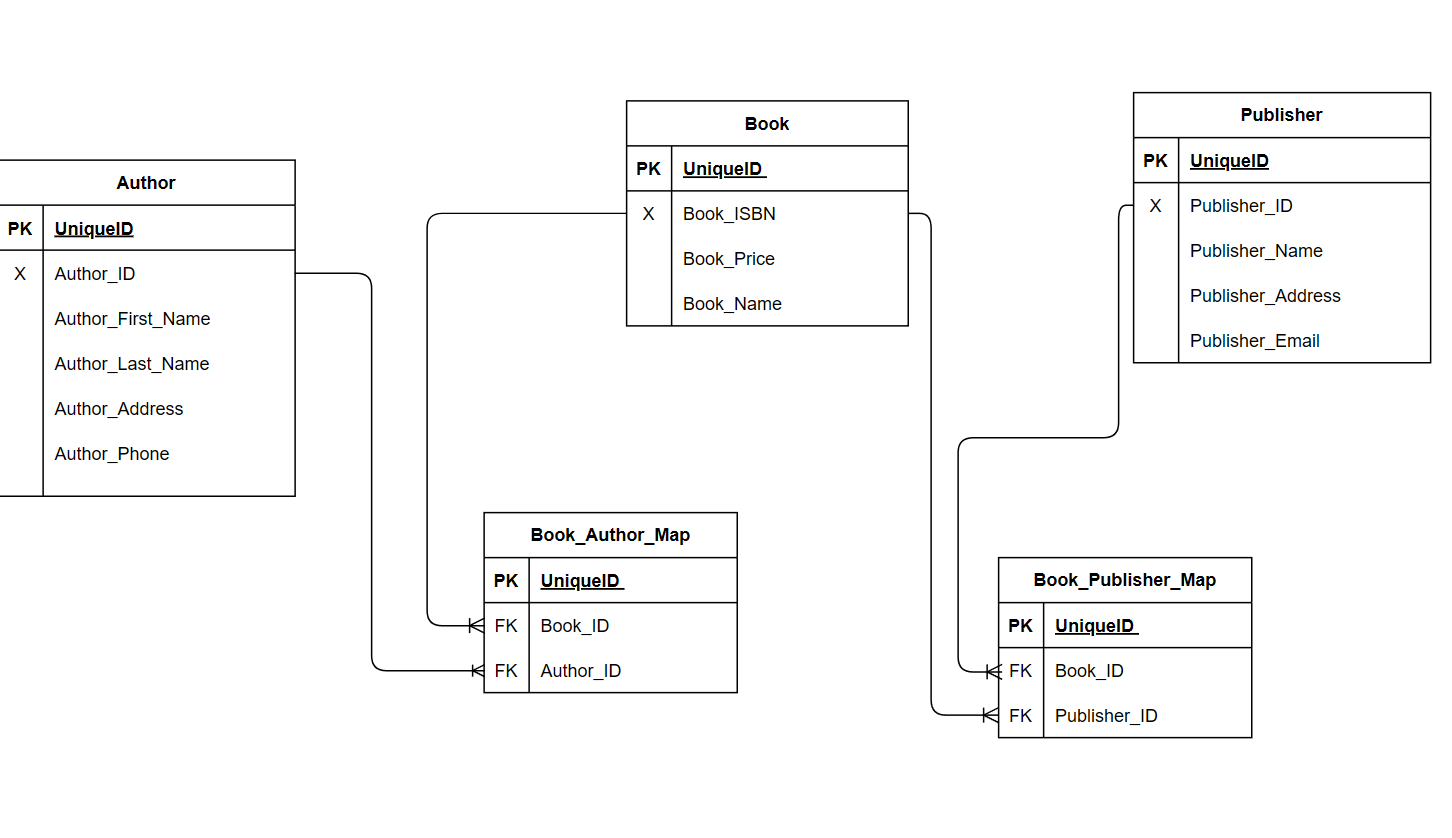 Author
PK UniqueID
X Author_ID
Author_First_Name
Author_Last_Name
Author_Address
Author_Phone
Book
PK UniqueID
X Book_ISBN
Book_Price
Book_Name
Publisher
PK UniqueID
X Publisher_ID
Publisher_Name
Publisher_Address
Publisher_Email
Book_Author_Map
PK UniqueID
FK Book_ID
FK Author_ID
Book_Publisher_Map
PK UniqueID
FK Book_ID
FK Publisher_ID